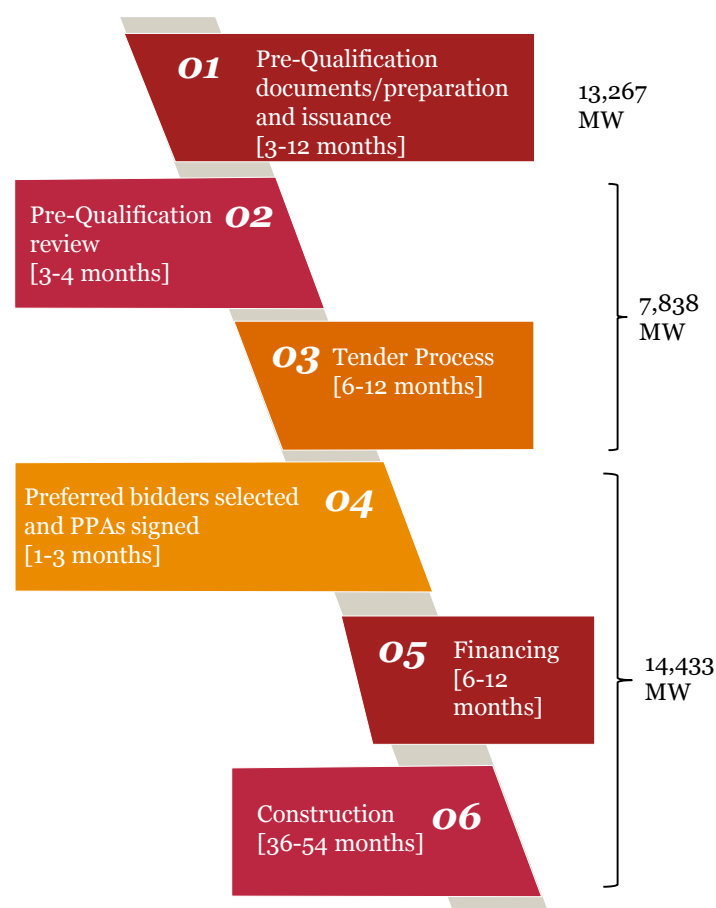 01
Pre-Qualification
documents/preparation
and issuance
[3-12 months]
13,267
MW
Pre-Qualification
review
[3-4 months]
02
7,838
MW
03
Tender Process
[6-12 months]
Preferred bidders selected
and PPAs signed
[1-3 months]
04
05
Financing
[6-12
months]
14,433
MW
Construction
[36-54 months]
06